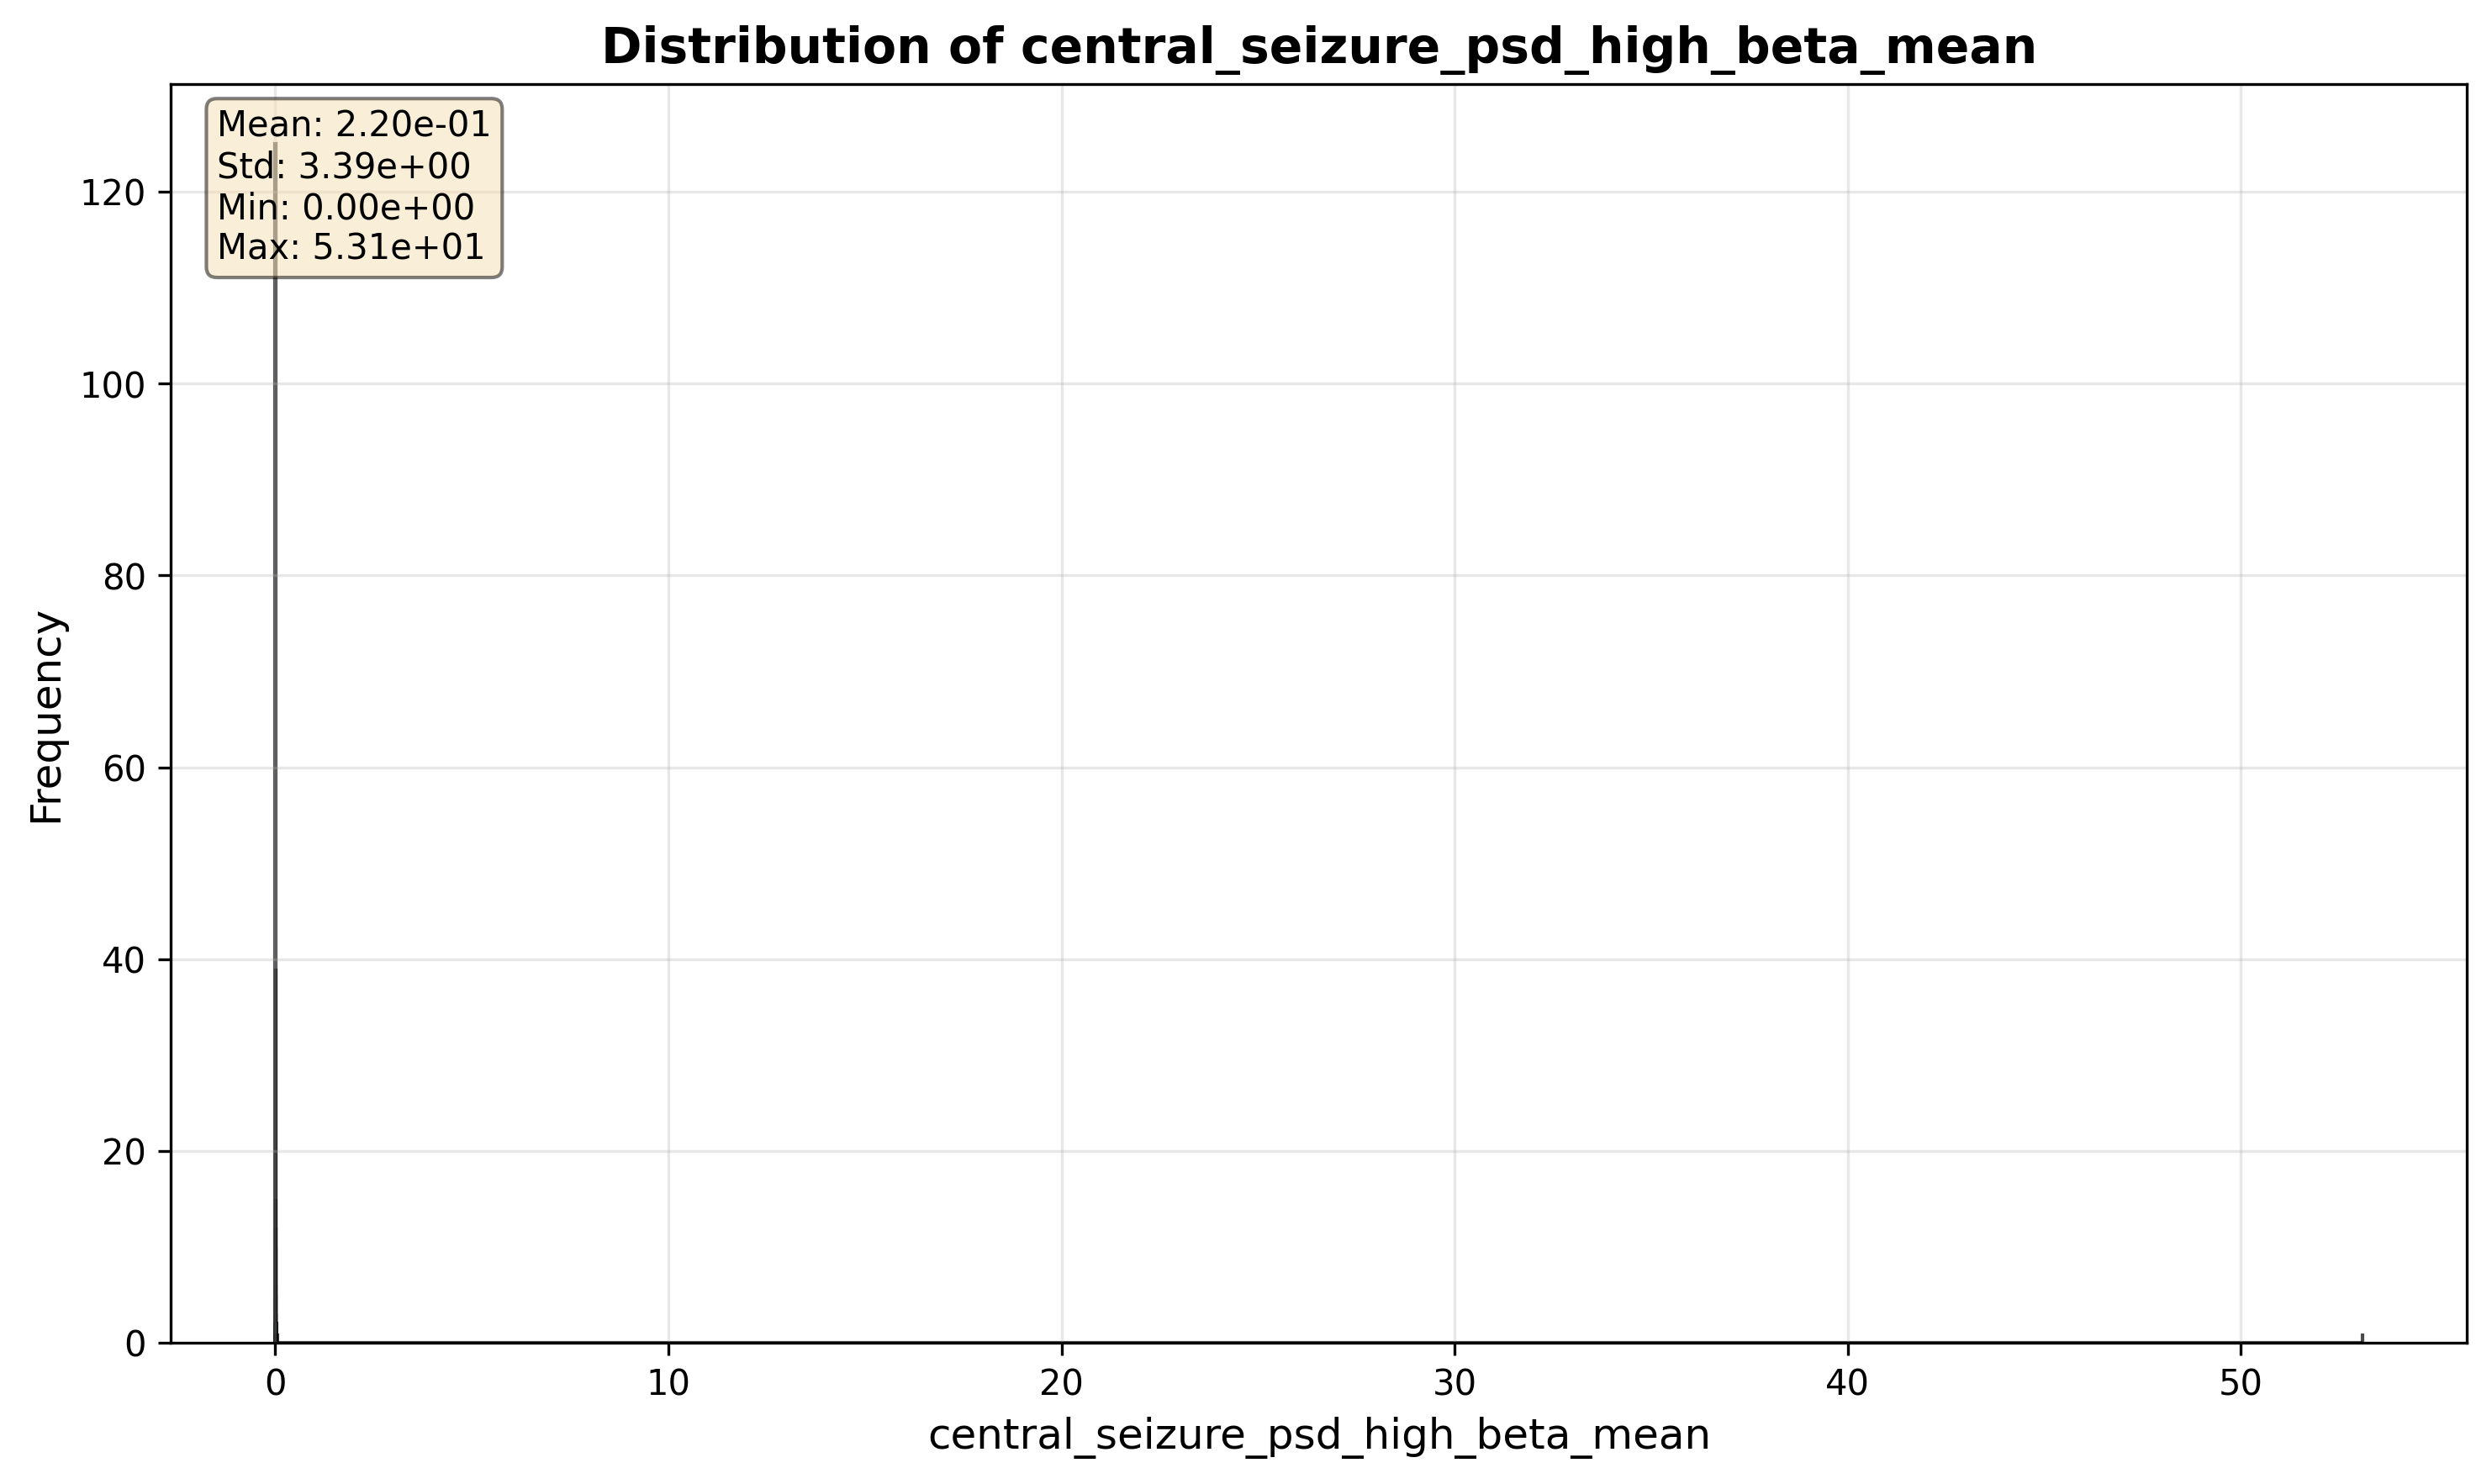 Distribution of central_seizure_psd_high_beta_mean
Mean: 2.20e-01
Std: 3.39e+00
Min: 0.00e+00
Max: 5.31e+01
120
100
80
60
40
20
0
Frequency
0 10 20 30 40 50
central_seizure_psd_high_beta_mean